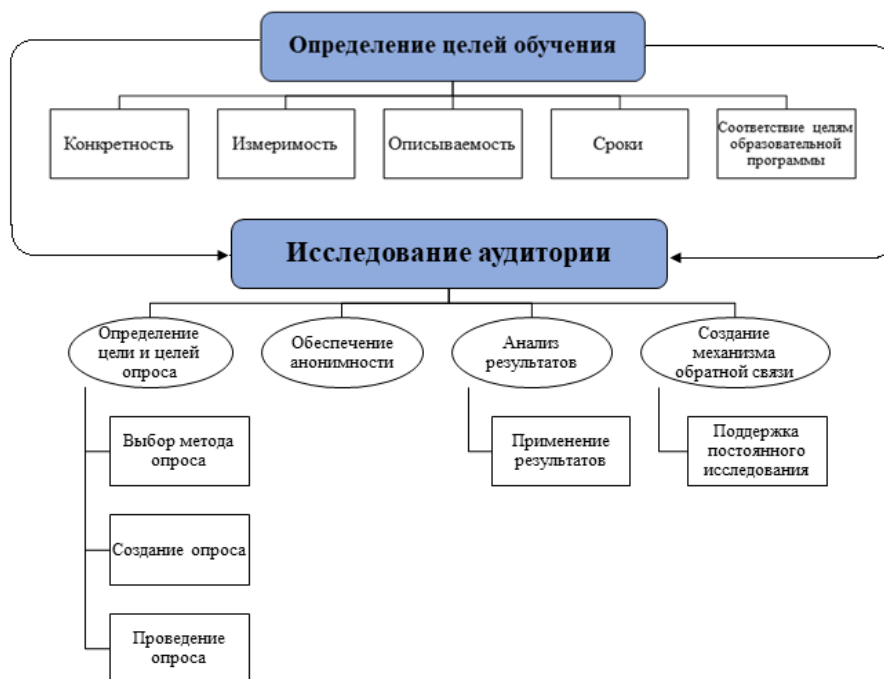 Определение целей обучения
Конкретность
Измеримость
Описываемость
Сроки
Соответствие целям
образовательной
программы
Исследование аудитории
Определение
цели и целей
опроса
Обеспечение
анонимности
Анализ
результатов
Создание
механизма
обратной связи
Выбор метода
опроса
Применение
результатов
Поддержка
постоянного
исследования
Создание опроса
Проведение
опроса